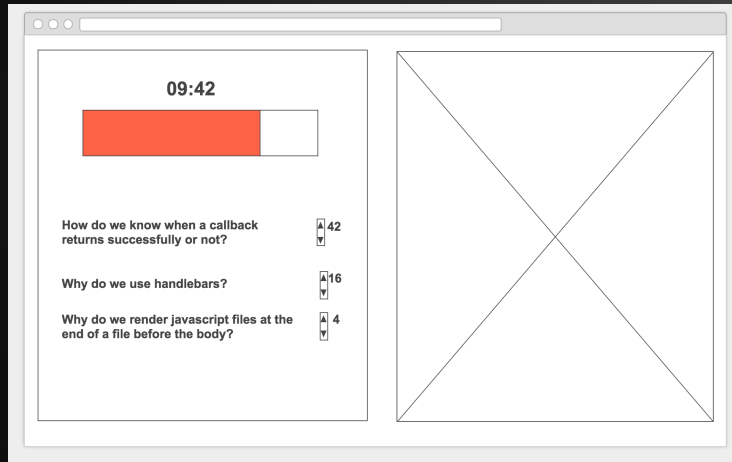 09:42
How do we know when a callback
returns successfully or not?
42
Why do we use handlebars?
16
Why do we render javascript files at the
end of a file before the body?
4